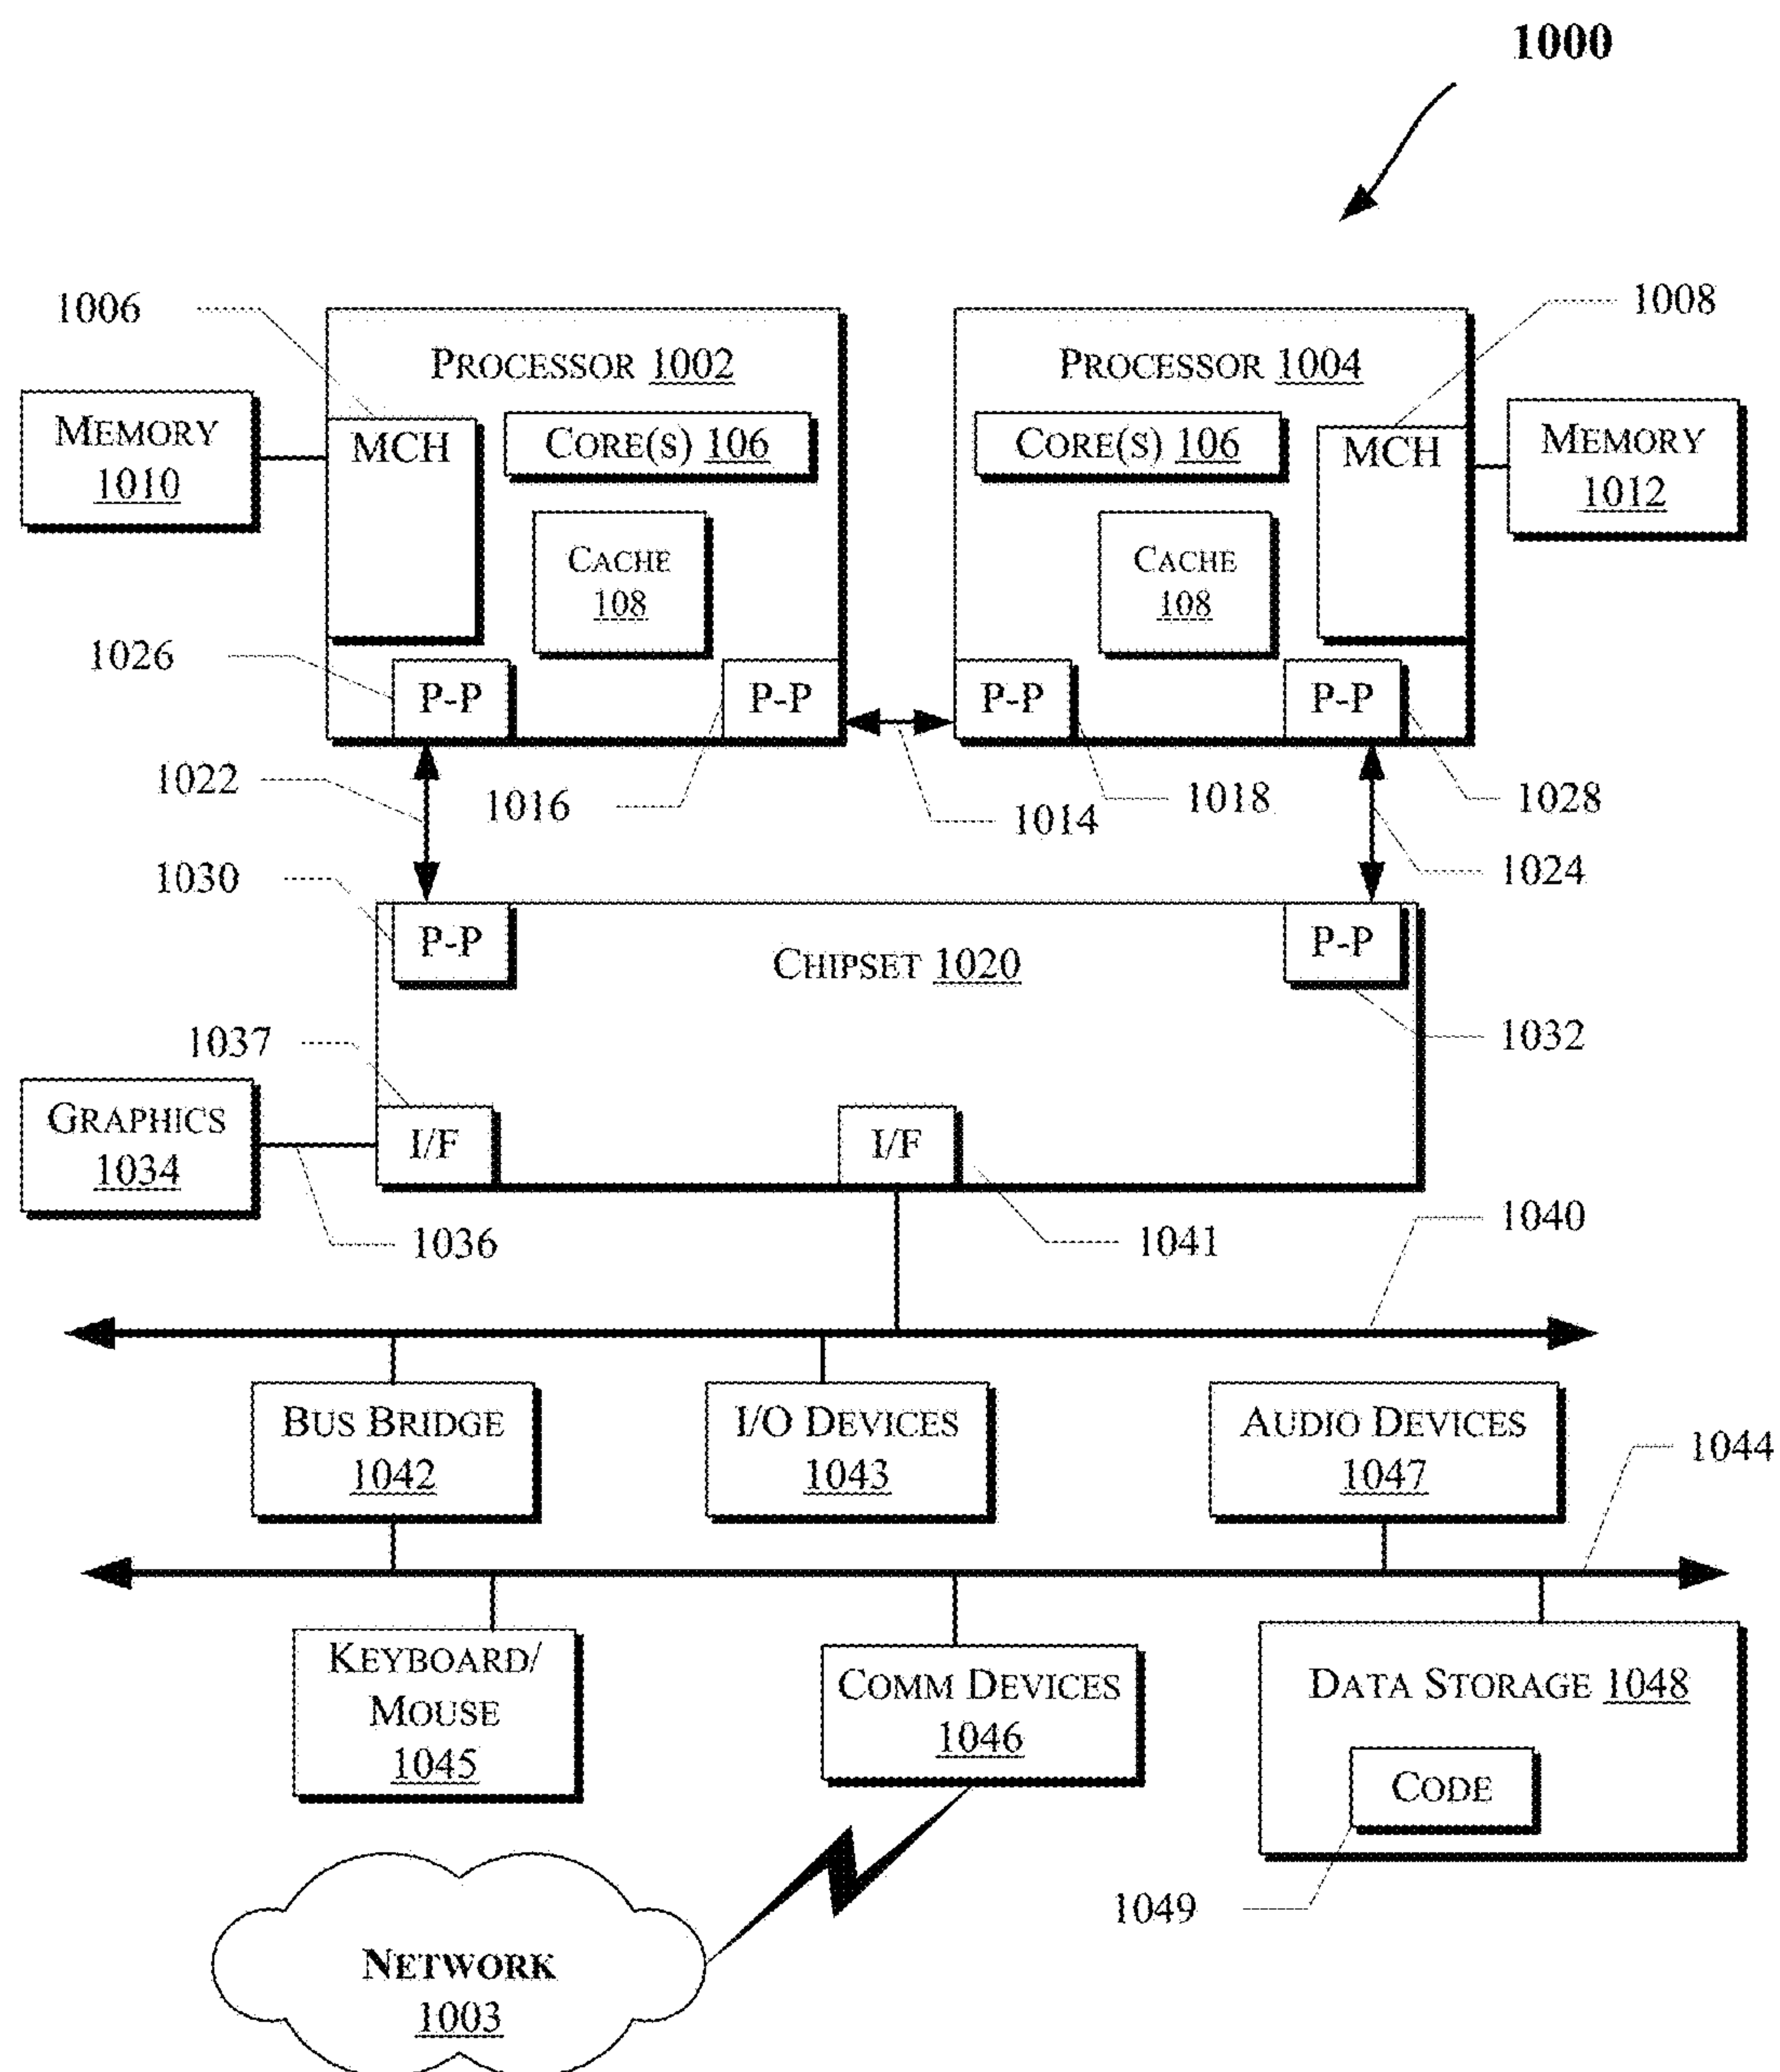 1000
1006
1008
PROCESSOR 1002
PROCESSOR 1004
MEMORY
1010
MCH
CORE(S) 106
CORE(S) 106
MCH
MEMORY
1012
CACHE
108
CACHE
108
1026
P-P
P-P
P-P
P-P
1022
1016
1014
1018
1028
1024
1030
P-P
CHIPSET 1020
P-P
1032
1037
GRAPHICS
1034
I/F
I/F
1036
1041
1040
BUS BRIDGE
1042
I/O DEVICES
1043
AUDIO DEVICES
1047
1044
KEYBOARD/
MOUSE
1045
COMM DEVICES
1046
DATA STORAGE 1048
CODE
1049
NETWORK
1003